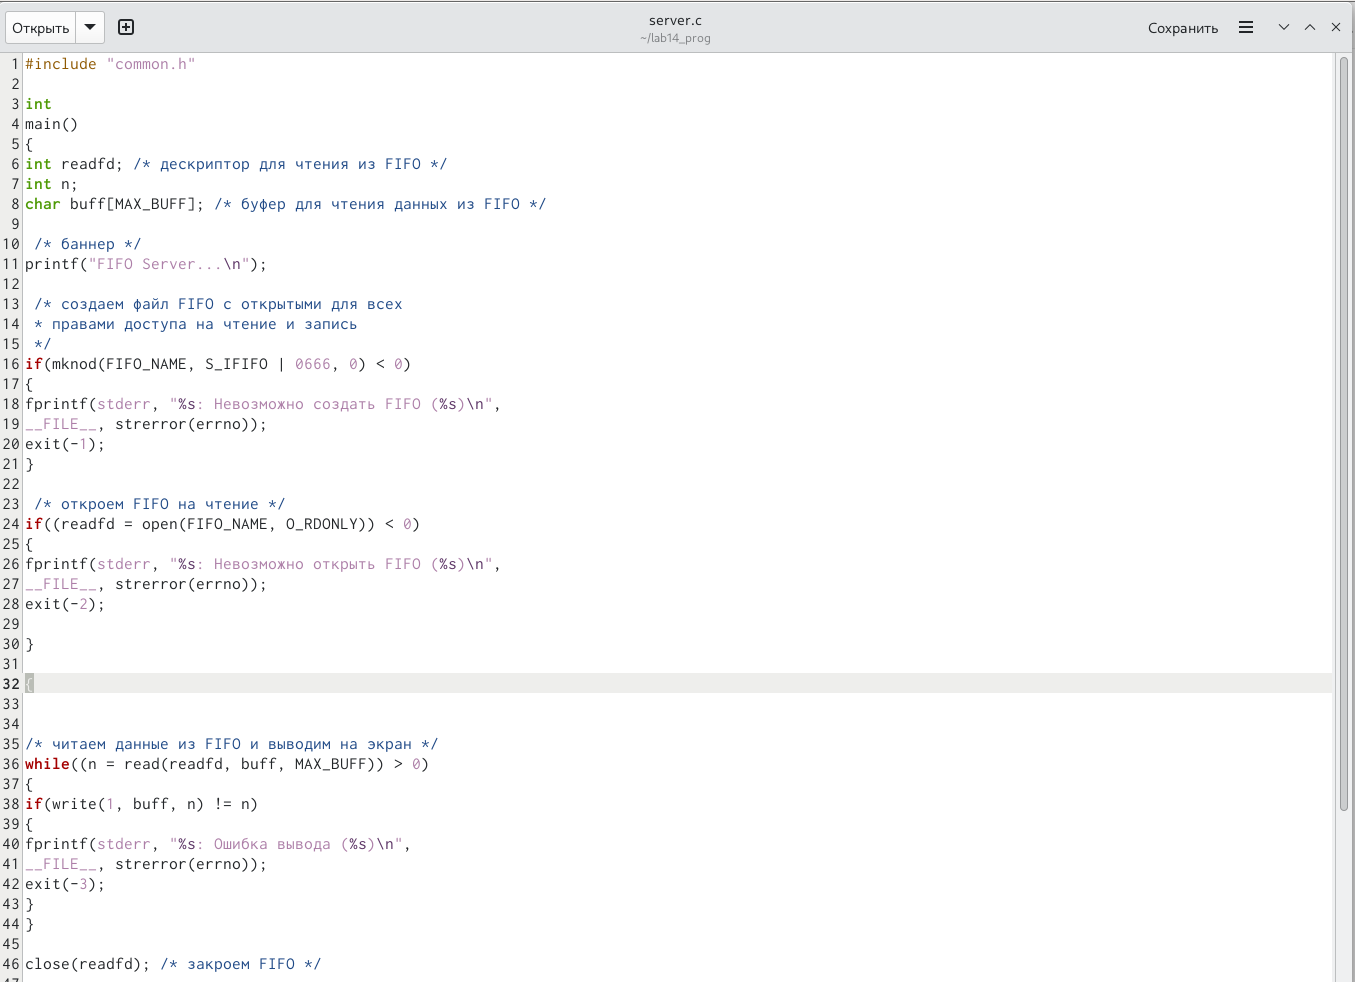 Открыть
server.c
~/lab14_prog
Сохранить
1 #include "common.h"
2
3 int
4 main()
5 {
6 int readfd; /* дескриптор для чтения из FIFO */
7 int n;
8 char buff[MAX_BUFF]; /* буфер для чтения данных из FIFO */
9
10  /* баннер */
11 printf("FIFO Server...\n");
12
13  /* создаем файл FIFO с открытыми для всех
14  * правами доступа на чтение и запись
15  */
16 if(mknod(FIFO_NAME, S_IFIFO | 0666, 0) < 0)
17 {
18 fprintf(stderr, "%s: Невозможно создать FIFO (%s)\n",
19 __FILE__, strerror(errno));
20 exit(-1);
21 }
22
23  /* откроем FIFO на чтение */
24 if((readfd = open(FIFO_NAME, O_RDONLY)) < 0)
25 {
26 fprintf(stderr, "%s: Невозможно открыть FIFO (%s)\n",
27 __FILE__, strerror(errno));
28 exit(-2);
29
30 }
31
32 {
33
34
35 /* читаем данные из FIFO и выводим на экран */
36 while((n = read(readfd, buff, MAX_BUFF)) > 0)
37 {
38 if(write(1, buff, n) != n)
39 {
40 fprintf(stderr, "%s: Ошибка вывода (%s)\n",
41 __FILE__, strerror(errno));
42 exit(-3);
43 }
44 }
45
46 close(readfd); /* закроем FIFO */
47